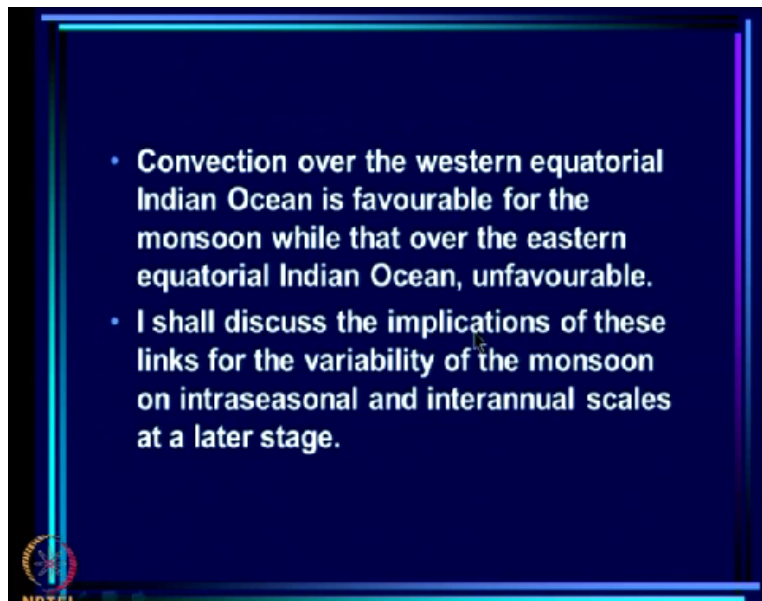 • Convection over the western equatorial
Indian Ocean is favourable for the
monsoon while that over the eastern
equatorial Indian Ocean, unfavourable.
• I shall discuss the implications of these
links for the variability of the monsoon
on intraseasonal and interannual scales
at a later stage.